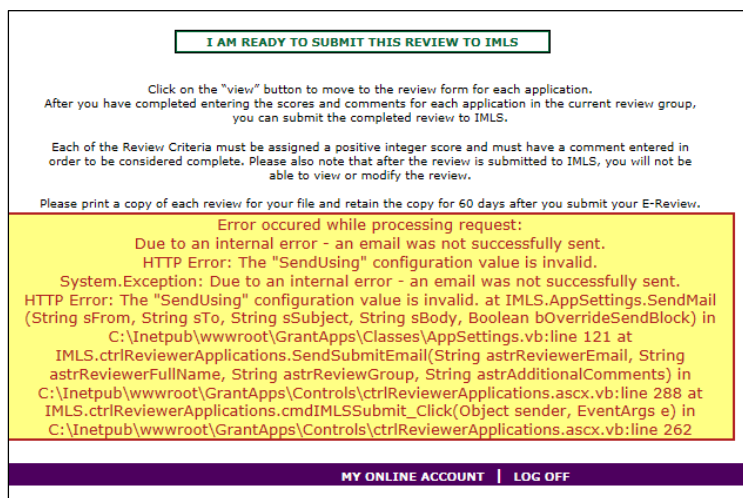 I AM READY TO SUBMIT THIS REVIEW TO IMLS
Click on the "view" button to move to the review form for each application.
After you have completed entering the scores and comments for each application in the current review group,
you can submit the completed review to IMLS.
Each of the Review Criteria must be assigned a positive integer score and must have a comment entered in
order to be considered complete. Please also note that after the review is submitted to IMLS, you will not be
able to view or modify the review.
Please print a copy of each review for your file and retain the copy for 60 days after you submit your E-Review.
Error occured while processing request:
Due to an internal error - an email was not successfully sent.
HTTP Error: The "SendUsing" configuration value is invalid.
System.Exception: Due to an internal error - an email was not successfully sent.
HTTP Error: The "SendUsing" configuration value is invalid. at IMLS.AppSettings.SendMail
(String sFrom, String sTo, String sSubject, String sBody, Boolean bOverrideSendBlock) in
C:\Inetpub\wwwroot\GrantApps\Classes\AppSettings.vb:line 121 at
IMLS.ctrlReviewerApplications.SendSubmitEmail(String astrReviewerEmail, String
astrReviewerFullName, String astrReviewGroup, String astrAdditionalComments) in
C:\Inetpub\wwwroot\GrantApps\Controls\ctrlReviewerApplications.ascx.vb:line 288 at
IMLS.ctrlReviewerApplications.cmdIMLSSubmit_Click(Object sender, EventArgs e) in
C:\Inetpub\wwwroot\GrantApps\Controls\ctrlReviewerApplications.ascx.vb:line 262
MY ONLINE ACCOUNT | LOG OFF